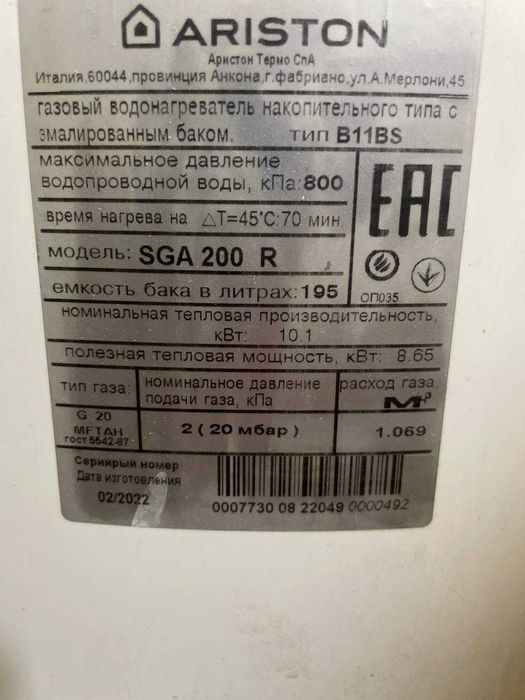 ARISTON
Аристон Термо СпА
Италия.60044,провинция Анкона,г.фабриано,ул.А.Мерлони,45
газовый водонагреватель накопительного типа с
эмалированным баком. тип B11BS
максимальное давление
водопроводной воды, кПа:800
EAC
время нагрева на △T=45°C:70 мин.
модель: SGA 200 R
емкость бака в литрах:195
ОП035
номинальная тепловая производительность,
кВт: 10.1
полезная тепловая мощность, кВт: 8.65
тип газа: номинальное давление расход газа,
подачи газа, кПа м³
G 20
МЕТАН
гост 5542-87
2 ( 20 мбар ) 1.069
Серийрый номер
Дата изготовления
02/2022
0007730 08 22049 0000492